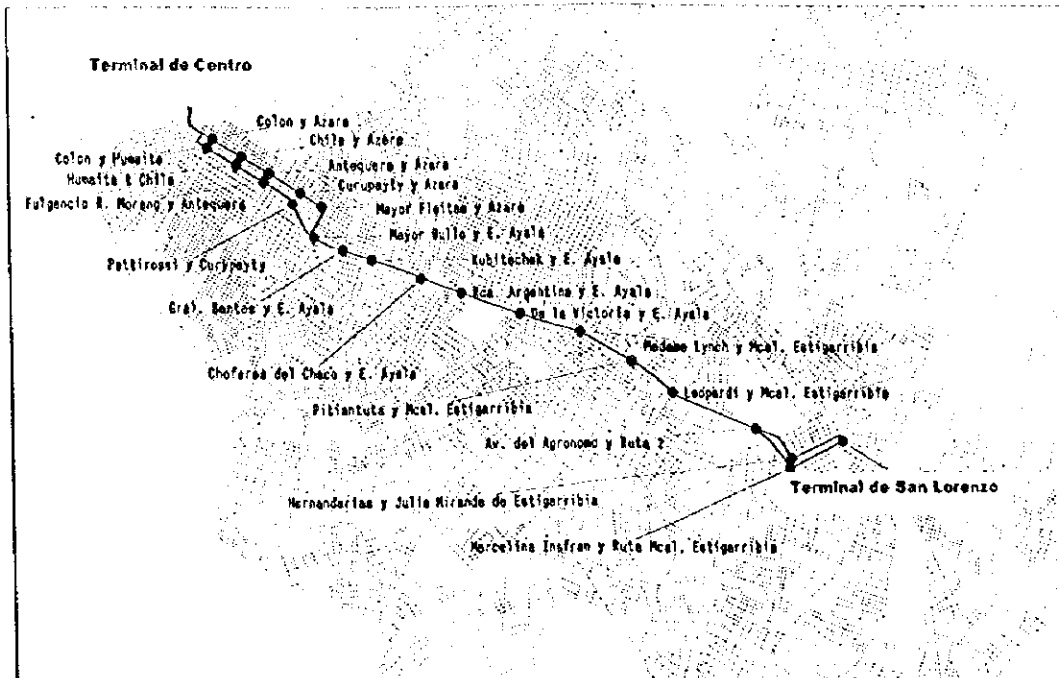 Terminal de Centro
Colon y Azara
Chile y Azara
Antequera y Azara
Curupayty y Azara
Colon y Humaita
Humaita & Chile
Fulgencio R. Moreno y Antequera
Mayor Fleitas y Azara
Mayor Bullo y E. Ayala
Pettirossi y Curupayty
Kubitschek y E. Ayala
Rca. Argentina y E. Ayala
Gral. Santos y E. Ayala
De la Victoria y E. Ayala
Madame Lynch y Mcal. Estigarribia
Choferes del Chaco y E. Ayala
Leopardi y Mcal. Estigarribia
Pitiantuta y Mcal. Estigarribia
Av. del Agronomo y Ruta 2
Terminal de San Lorenzo
Hernandarias y Julia Miranda de Estigarribia
Marcelina Insfran y Ruta Mcal. Estigarribia